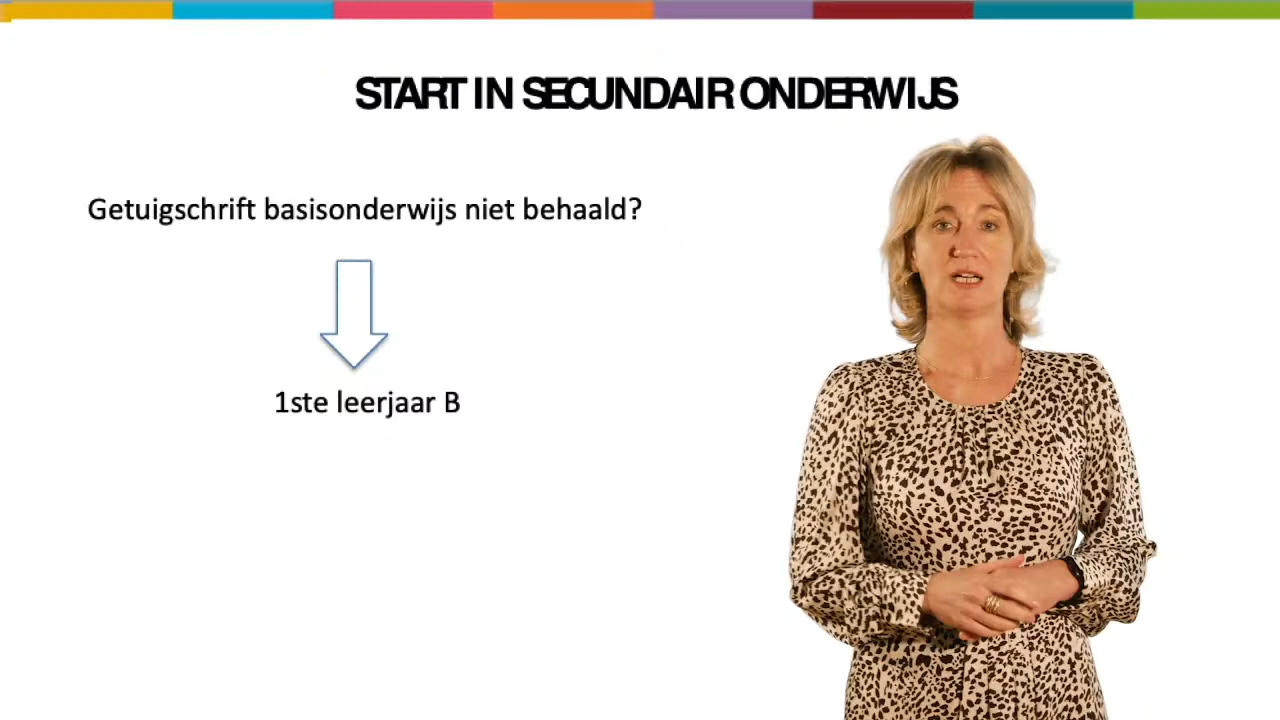 START IN SECUNDAIR ONDERWIJS
Getuigschrift basisonderwijs niet behaald?
1ste leerjaar B